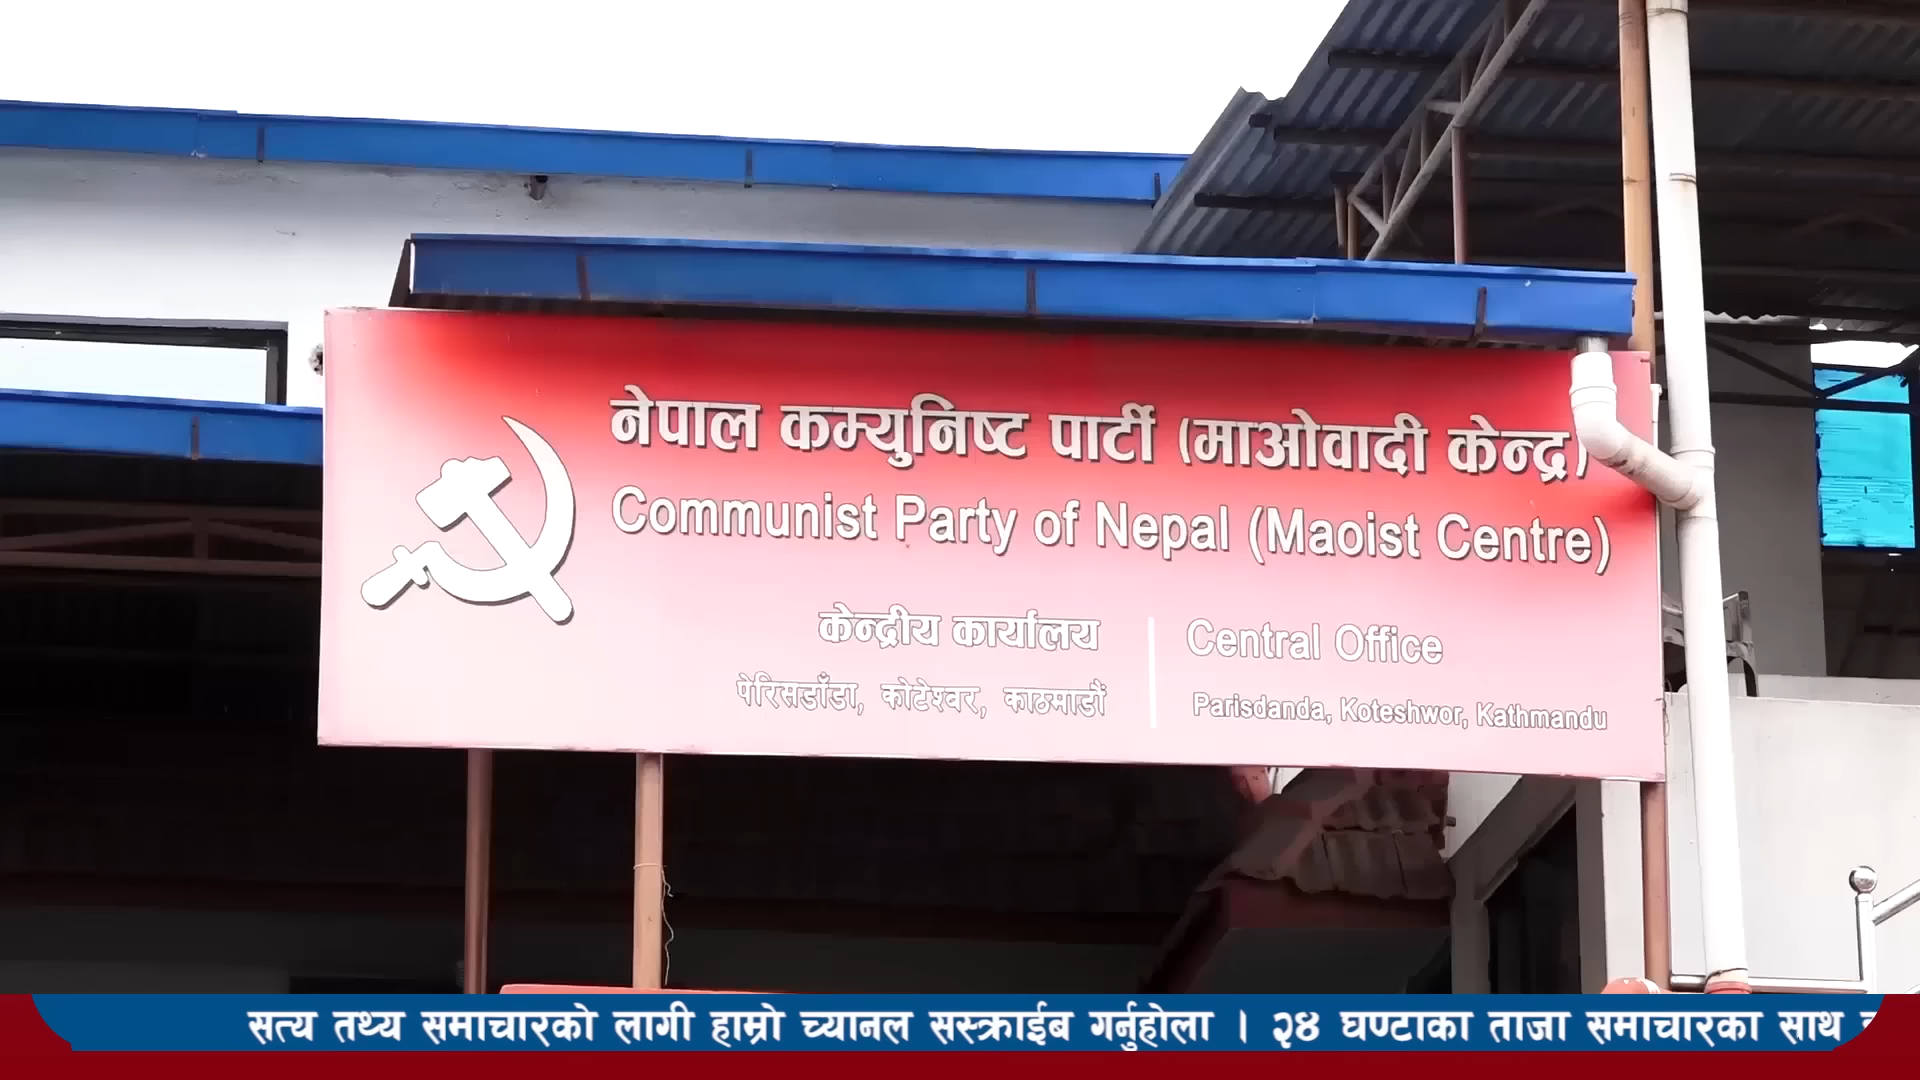 नेपाल कम्युनिष्ट पार्टी (माओवादी केन्द्र)
Communist Party of Nepal (Maoist Centre)
केन्द्रीय कार्यालय
पेरिसडाँडा, कोटेश्वर, काठमाडौं
Central Office
Parisdanda, Koteshwor, Kathmandu
सत्य तथ्य समाचारको लागी हाम्रो च्यानल सस्क्राईब गर्नुहोला । २४ घण्टाका ताजा समाचारका साथ